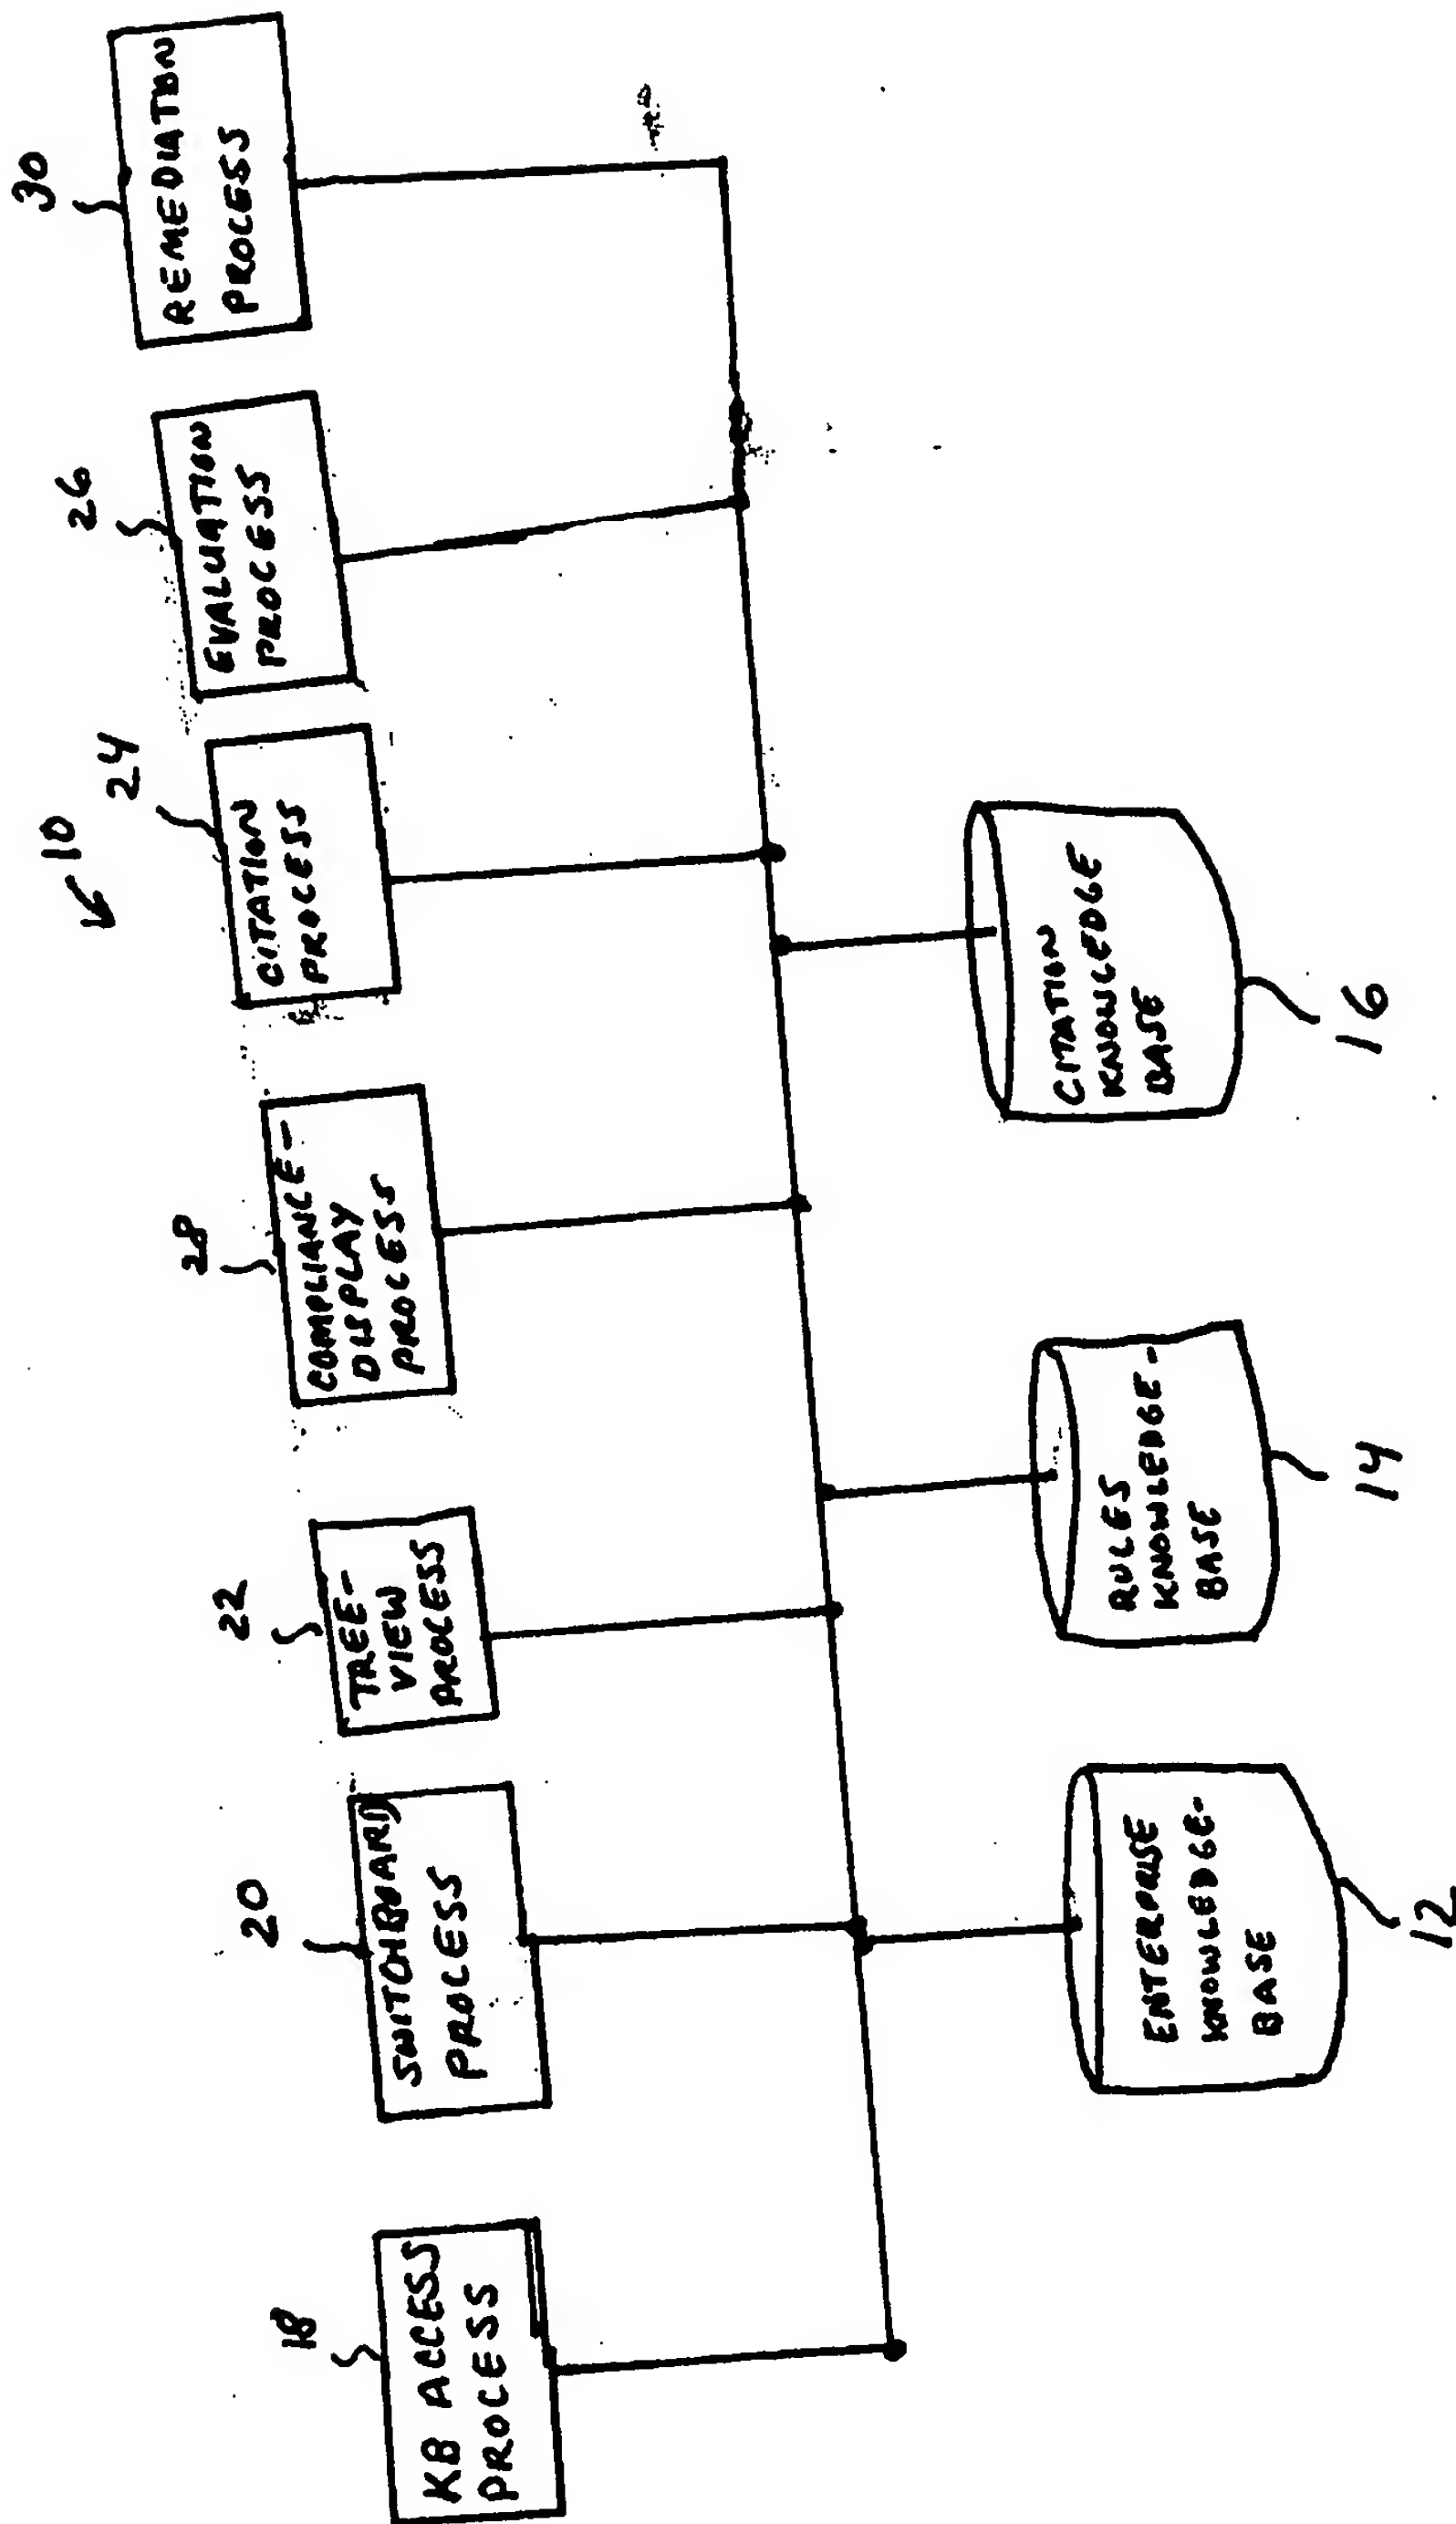 10
18
KB ACCESS
PROCESS
20
SWITCHBOARD
PROCESS
22
TREE-
VIEW
PROCESS
28
COMPLIANCE-
DISPLAY
PROCESS
24
CITATION
PROCESS
26
EVALUATION
PROCESS
30
REMEDIATION
PROCESS
ENTERPRISE
KNOWLEDGE-
BASE
12
RULES
KNOWLEDGE-
BASE
14
CITATION
KNOWLEDGE
BASE
16